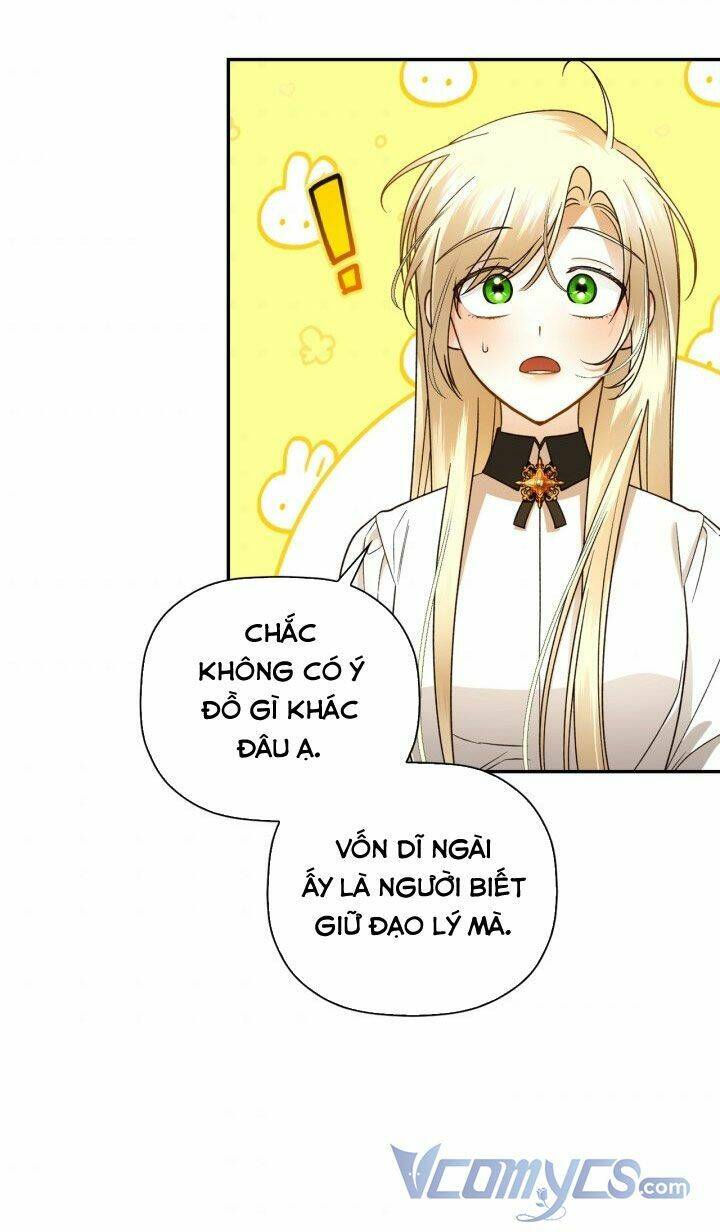 !
CHẮC
KHÔNG CÓ Ý
ĐỒ GÌ KHÁC
ĐÂU Ạ.
VỐN DĨ NGÀI
ẤY LÀ NGƯỜI BIẾT
GIỮ ĐẠO LÝ MÀ.
VCOMYCS.com